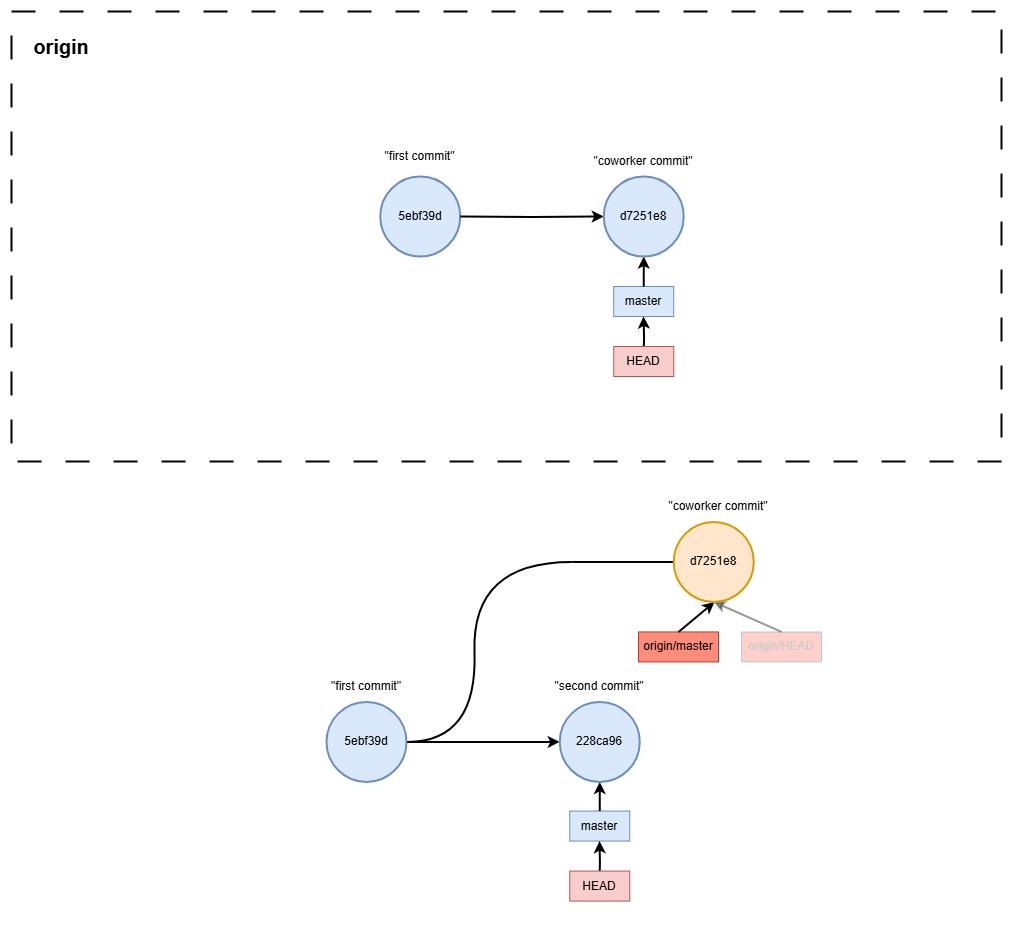 origin
"first commit"
"coworker commit"
5ebf39d
d7251e8
master
HEAD
"coworker commit"
d7251e8
origin/master
origin/HEAD
"first commit"
"second commit"
5ebf39d
228ca96
master
HEAD